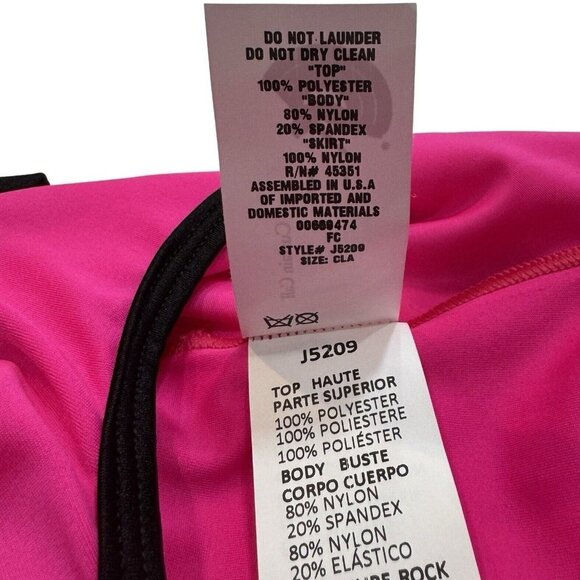 DO NOT LAUNDER
DO NOT DRY CLEAN
"TOP"
100% POLYESTER
"BODY"
80% NYLON
20% SPANDEX
"SKIRT"
100% NYLON
R/N# 45351
ASSEMBLED IN U.S.A
OF IMPORTED AND
DOMESTIC MATERIALS
00669474
FC
STYLE# J5209
SIZE: CLA
J5209
TOP HAUTE
PARTE SUPERIOR
100% POLYESTER
100% POLIESTERE
100% POLIÉSTER
BODY BUSTE
CORPO CUERPO
80% NYLON
20% SPANDEX
80% NYLON
20% ELÁSTICO
ROCK